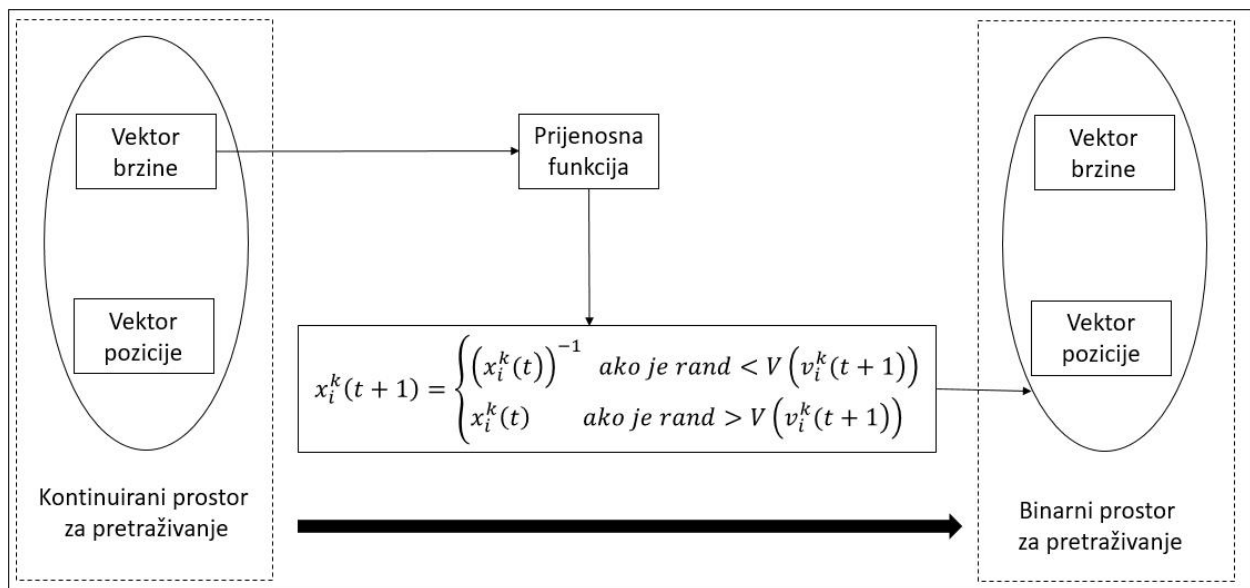 Vektor
brzine
Prijenosna
funkcija
Vektor
brzine
Vektor
pozicije
x_i^k(t + 1) = { (x_i^k(t))^{-1} ako je rand < V(v_i^k(t + 1))
x_i^k(t) ako je rand > V(v_i^k(t + 1))
Vektor
pozicije
Kontinuirani prostor
za pretraživanje
Binarni prostor
za pretraživanje